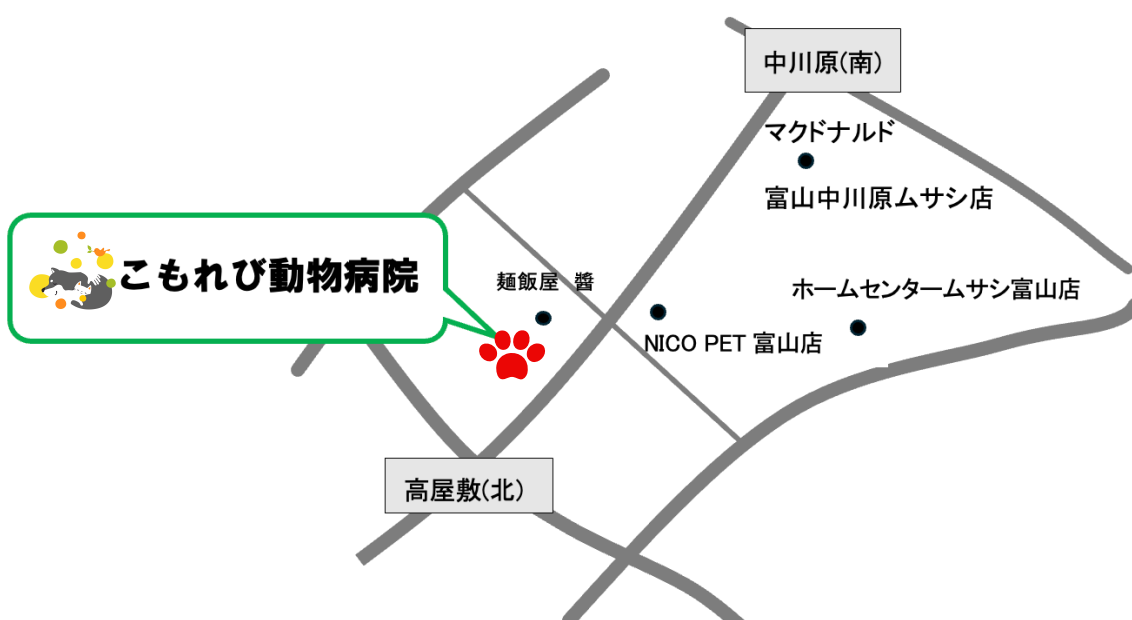 中川原(南)
マクドナルド
富山中川原ムサシ店
こもれび動物病院
麺飯屋 醬
ホームセンタームサシ富山店
NICO PET 富山店
高屋敷(北)